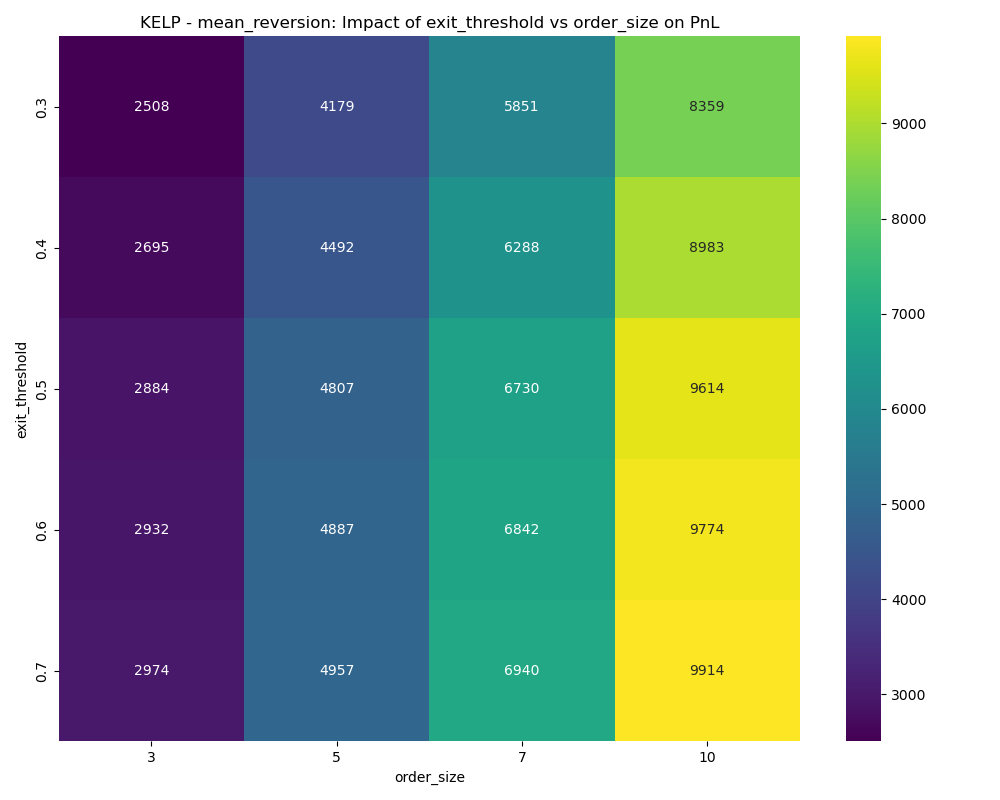 KELP - mean_reversion: Impact of exit_threshold vs order_size on PnL
exit_threshold
0.3 2508 4179 5851 8359
0.4 2695 4492 6288 8983
0.5 2884 4807 6730 9614
0.6 2932 4887 6842 9774
0.7 2974 4957 6940 9914
3 5 7 10
order_size
9000
8000
7000
6000
5000
4000
3000